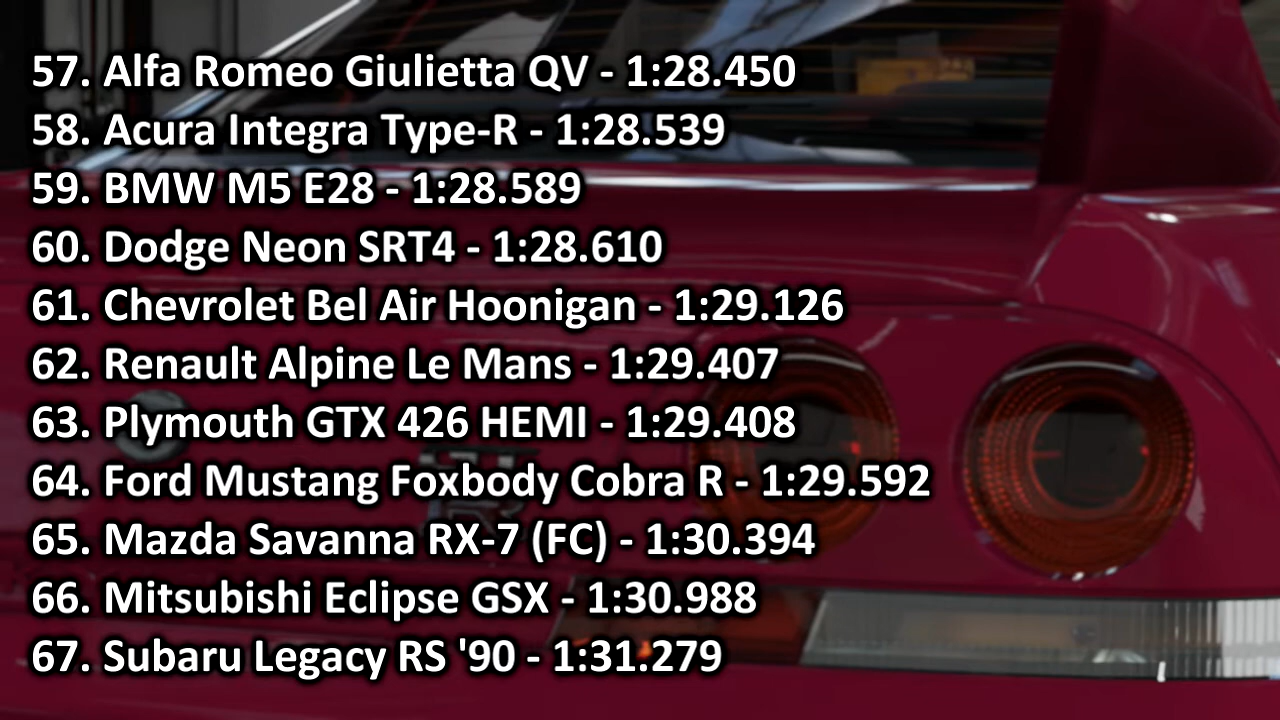 57. Alfa Romeo Giulietta QV - 1:28.450
58. Acura Integra Type-R - 1:28.539
59. BMW M5 E28 - 1:28.589
60. Dodge Neon SRT4 - 1:28.610
61. Chevrolet Bel Air Hoonigan - 1:29.126
62. Renault Alpine Le Mans - 1:29.407
63. Plymouth GTX 426 HEMI - 1:29.408
64. Ford Mustang Foxbody Cobra R - 1:29.592
65. Mazda Savanna RX-7 (FC) - 1:30.394
66. Mitsubishi Eclipse GSX - 1:30.988
67. Subaru Legacy RS '90 - 1:31.279